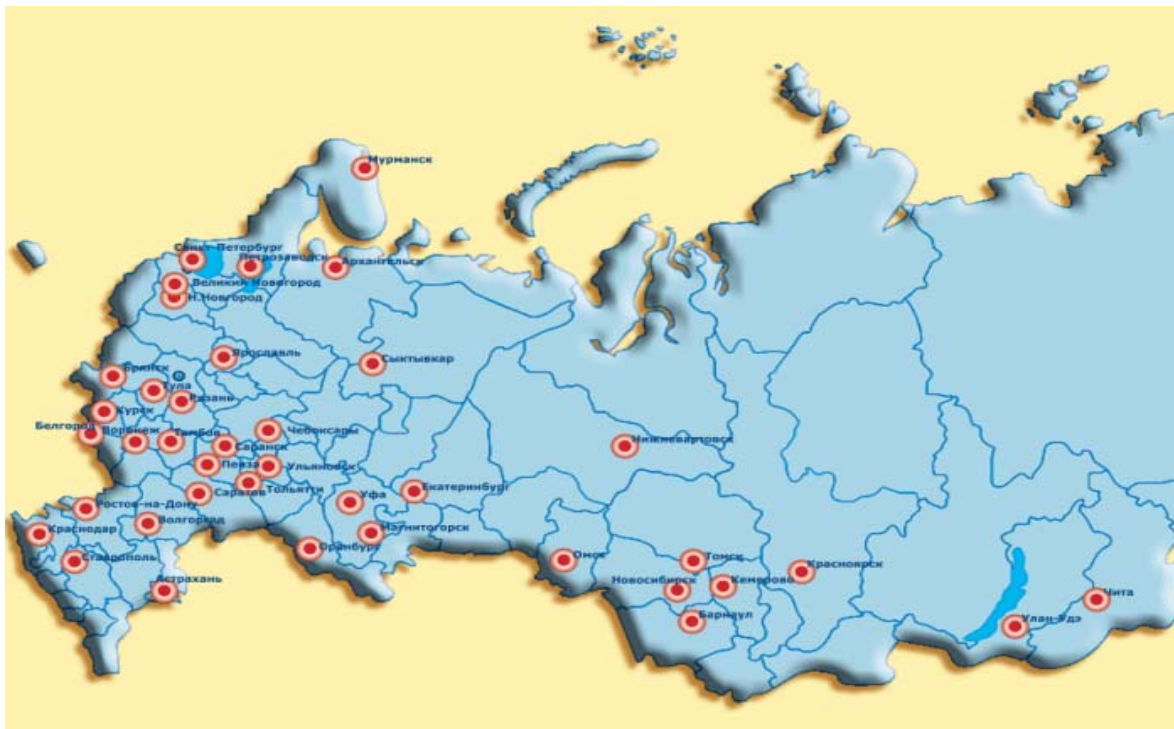 Мурманск
Санкт-Петербург
Петрозаводск
Архангельск
Великий Новогород
Н.Новгород
Ярославль
Сыктывкар
Брянск
Тула
Рязань
Курск
Белгород
Воронеж
Тамбов
Чебоксары
Саранск
Нижневартовск
Пенза
Ульяновск
Тольятти
Саратов
Екатеринбург
Уфа
Ростов-на-Дону
Волгоград
Магнитогорск
Краснодар
Оринбург
Ставрополь
Омск
Томск
Красноярск
Астрахань
Новосибирск
Кемерово
Чита
Барнаул
Улан-Удэ